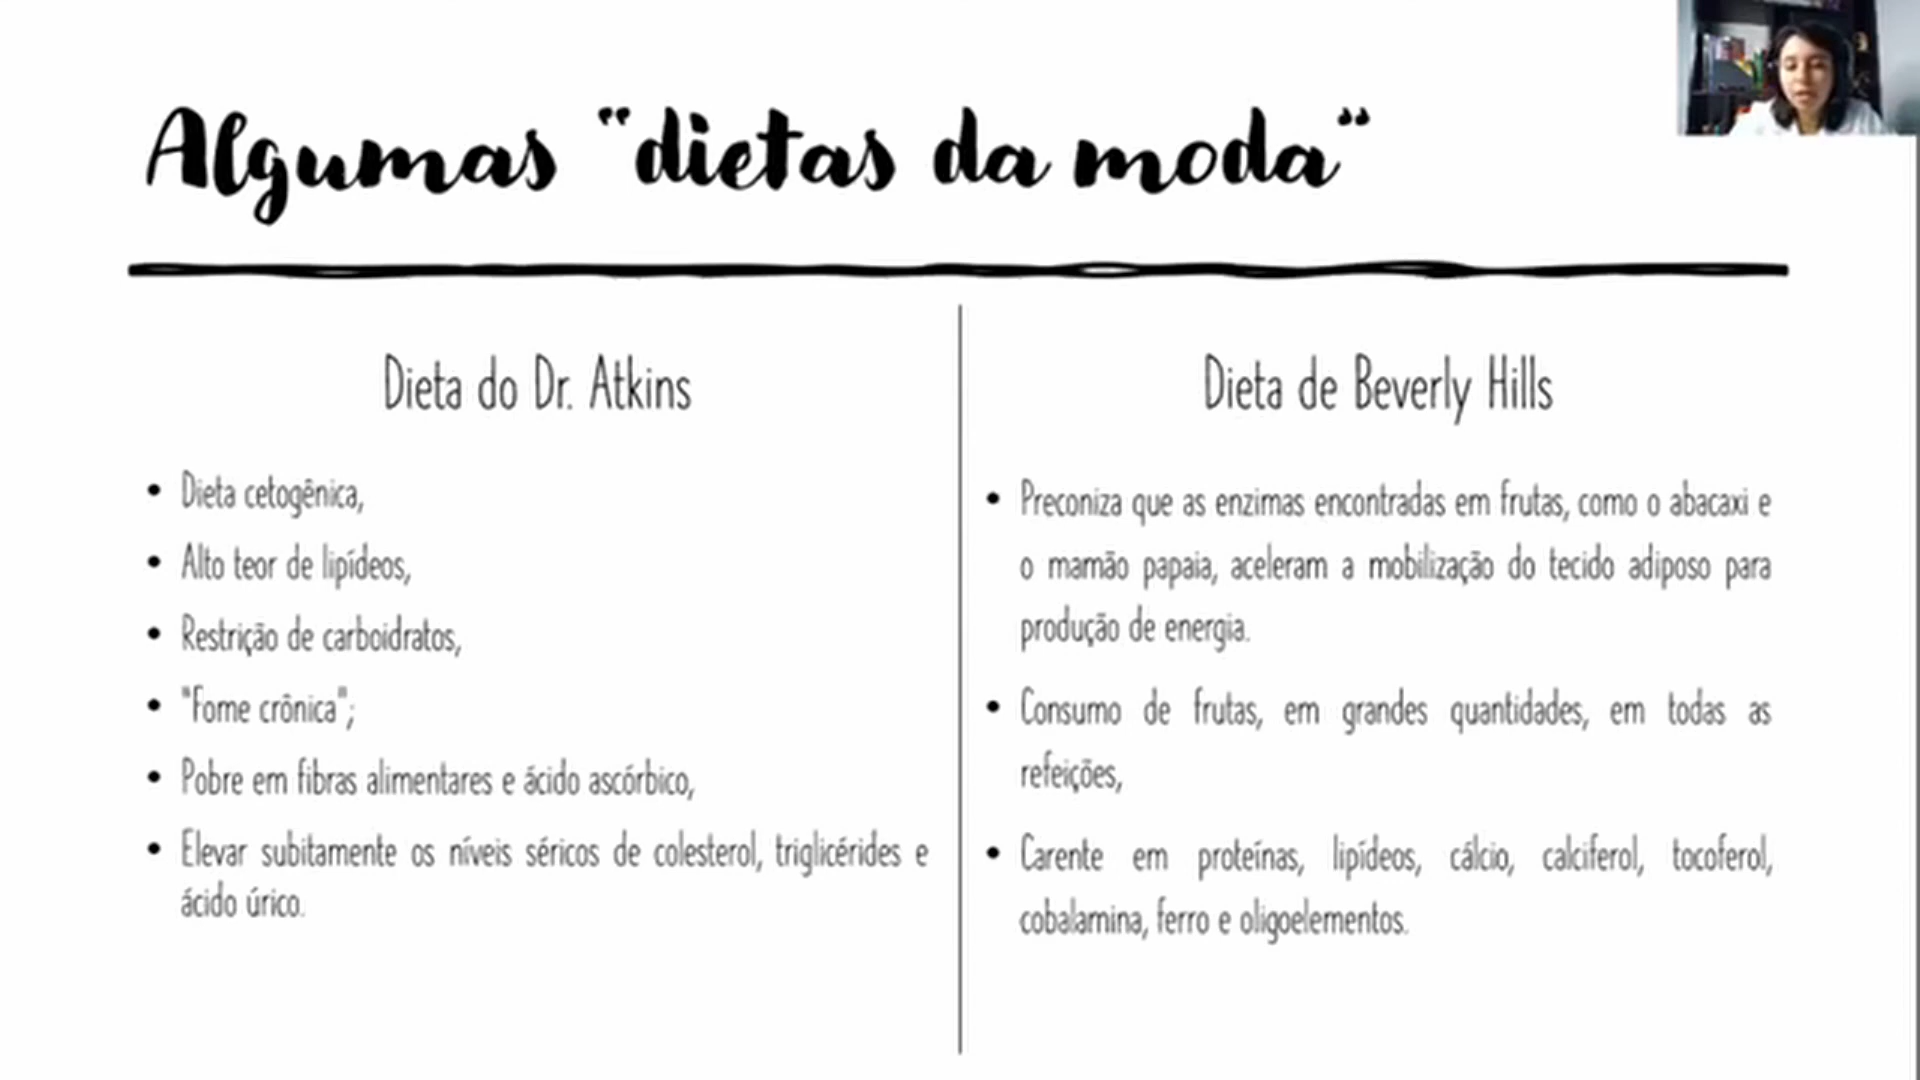 Algumas "dietas da moda"
Dieta do Dr. Atkins
• Dieta cetogênica,
• Alto teor de lipídeos,
• Restrição de carboidratos,
• "Fome crônica";
• Pobre em fibras alimentares e ácido ascórbico,
• Elevar subitamente os níveis séricos de colesterol, triglicérides e
ácido úrico.
Dieta de Beverly Hills
• Preconiza que as enzimas encontradas em frutas, como o abacaxi e
o mamão papaia, aceleram a mobilização do tecido adiposo para
produção de energia.
• Consumo de frutas, em grandes quantidades, em todas as
refeições,
• Carente em proteínas, lipídeos, cálcio, calciferol, tocoferol,
cobalamina, ferro e oligoelementos.